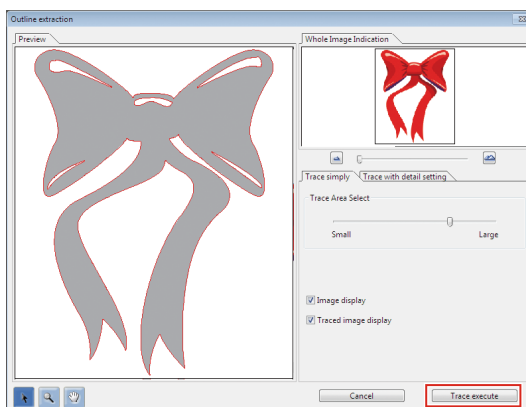 Outline extraction
Preview
Whole Image Indication
Trace simply
Trace with detail setting
Trace Area Select
Small
Large
Image display
Traced image display
Cancel
Trace execute